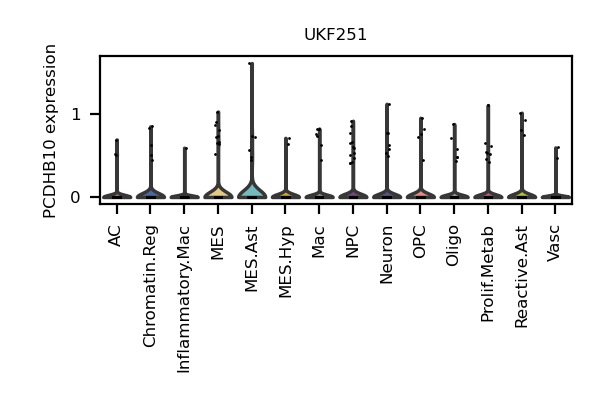 UKF251
PCDHB10 expression
1
0
AC
Chromatin.Reg
Inflammatory.Mac
MES
MES.Ast
MES.Hyp
Mac
NPC
Neuron
OPC
Oligo
Prolif.Metab
Reactive.Ast
Vasc